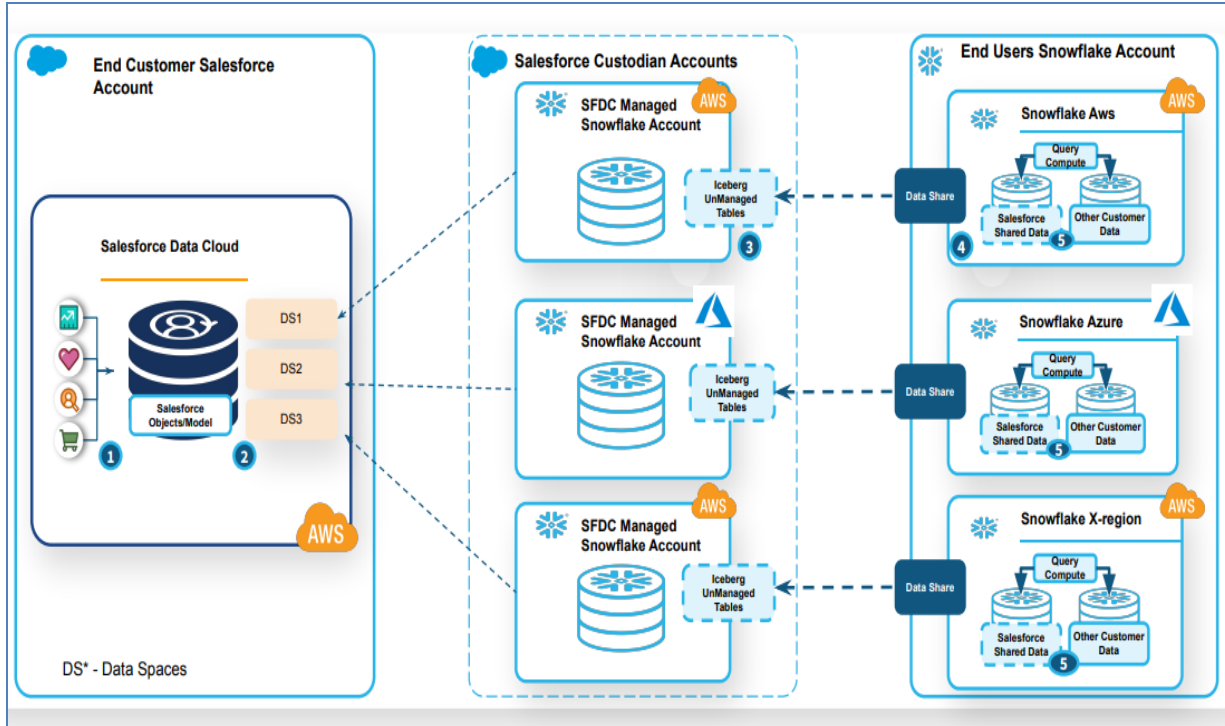 End Customer Salesforce
Account
Salesforce Data Cloud
DS1
DS2
DS3
Salesforce
Objects/Model
1
2
AWS
DS* - Data Spaces
Salesforce Custodian Accounts
AWS
SFDC Managed
Snowflake Account
Iceberg
UnManaged
Tables
3
SFDC Managed
Snowflake Account
Iceberg
UnManaged
Tables
AWS
SFDC Managed
Snowflake Account
Iceberg
UnManaged
Tables
End Users Snowflake Account
AWS
Snowflake Aws
Query
Compute
Data Share
Salesforce
Shared Data
Other Customer
Data
4
5
Snowflake Azure
Query
Compute
Data Share
Salesforce
Shared Data
Other Customer
Data
5
AWS
Snowflake X-region
Query
Compute
Data Share
Salesforce
Shared Data
Other Customer
Data
5